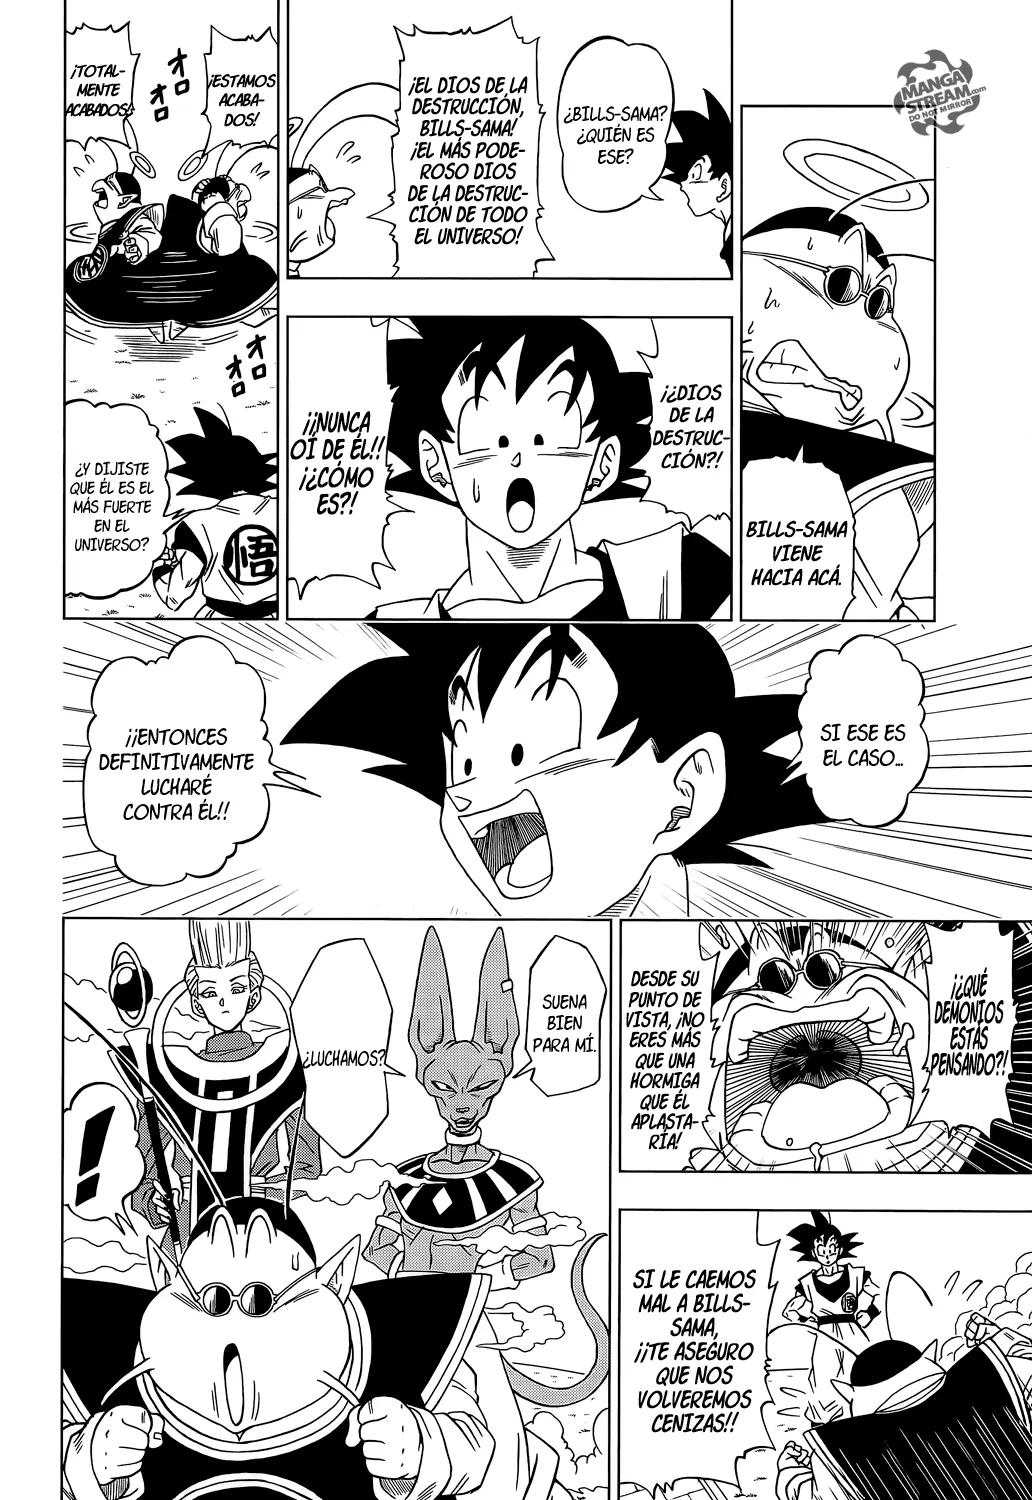 MANGA
STREAM.com
DO NOT MIRROR
BILLS-SAMA
VIENE
HACIA ACÁ.
¿BILLS-SAMA?
¿QUIÉN ES
ESE?
¡EL DIOS DE LA
DESTRUCCIÓN,
BILLS-SAMA!
¡EL MÁS PODE-
ROSO DIOS
DE LA DESTRUC-
CIÓN DE TODO
EL UNIVERSO!
¡¿DIOS
DE LA
DESTRUC-
CIÓN?!
¡¡NUNCA
OÍ DE ÉL!!
¡¿CÓMO
ES?!
¡ESTAMOS
ACABA-
DOS!
オロ
¡TOTAL-
MENTE
ACABADOS!
オロ
¿Y DIJISTE
QUE ÉL ES EL
MÁS FUERTE
EN EL
UNIVERSO?
悟
SI ESE ES
EL CASO...
¡¡ENTONCES
DEFINITIVAMENTE
LUCHARÉ
CONTRA ÉL!!
¡¿QUÉ
DEMONIOS
ESTÁS
PENSANDO?!
DESDE SU
PUNTO DE
VISTA, ¡NO
ERES MÁS
QUE UNA
HORMIGA
QUE ÉL
APLASTA-
RÍA!
SI LE CAEMOS
MAL A BILLS-
SAMA,
¡¡TE ASEGURO
QUE NOS
VOLVEREMOS
CENIZAS!!
SUENA
BIEN
PARA MÍ.
¿LUCHAMOS?
!